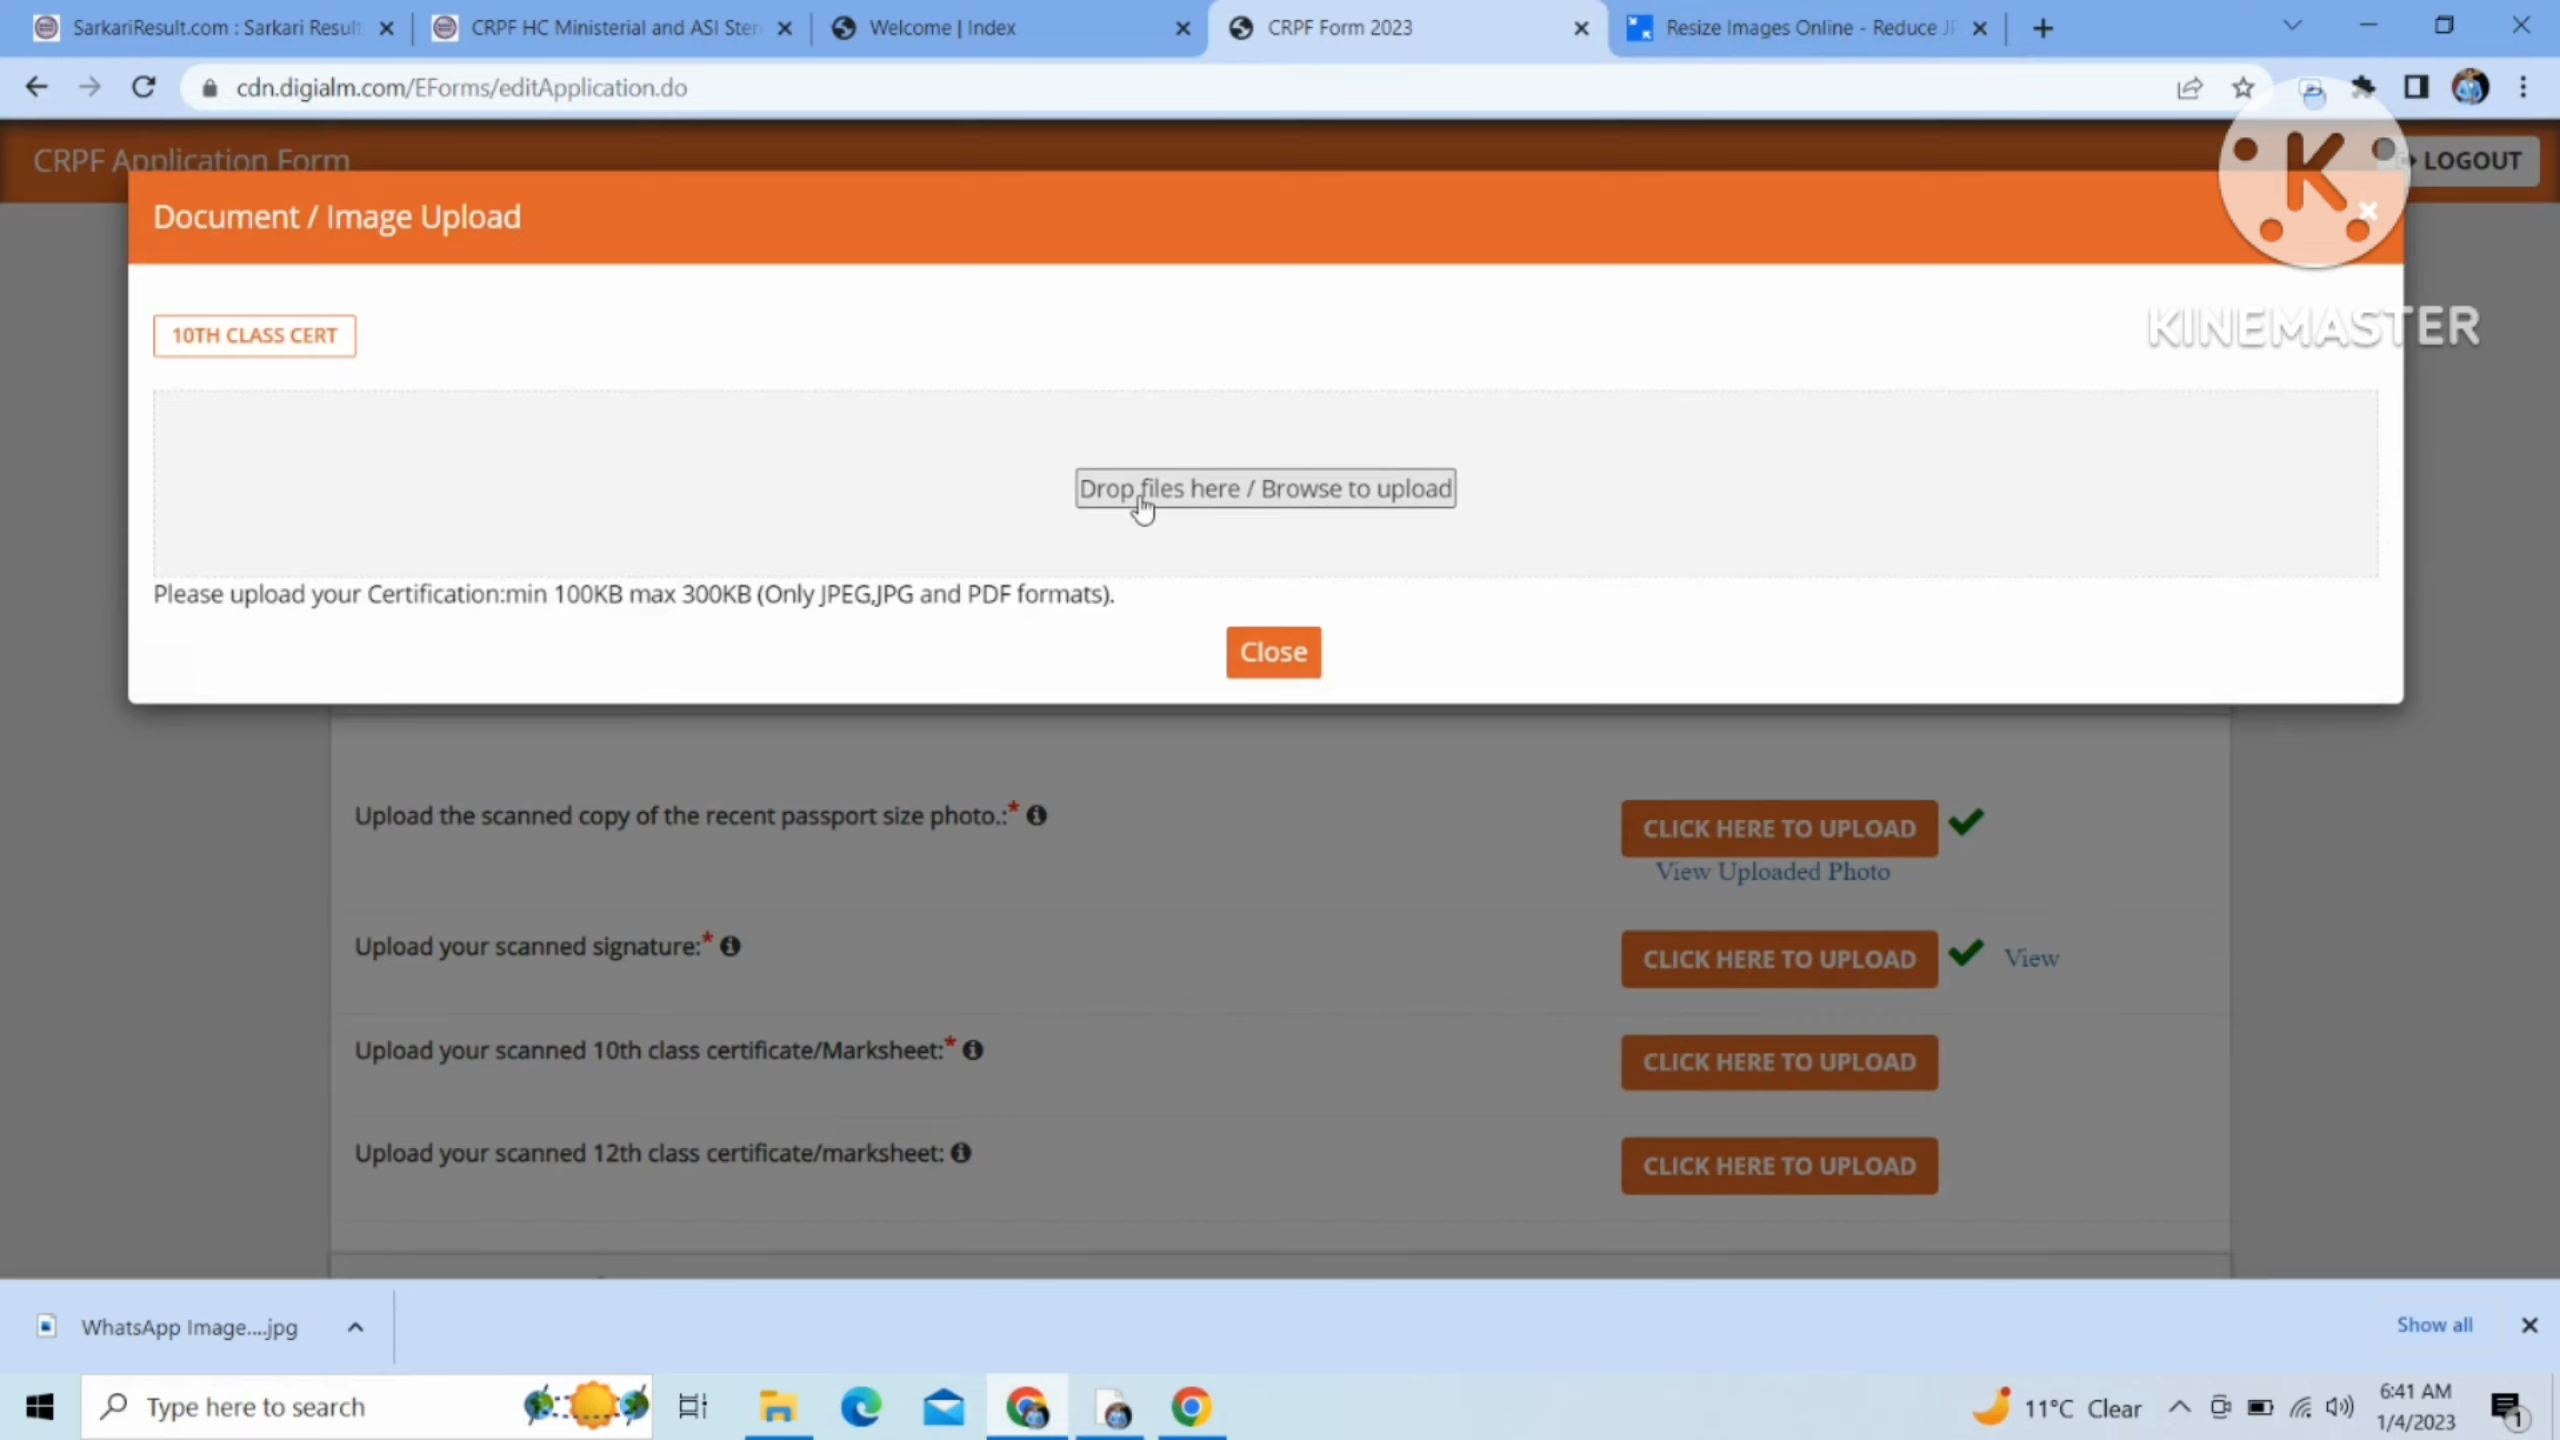 SarkariResult.com : Sarkari Result
CRPF HC Ministerial and ASI Sten
Welcome | Index
CRPF Form 2023
Resize Images Online - Reduce JP
cdn.digialm.com/EForms/editApplication.do
CRPF Application Form
LOGOUT
K
Document / Image Upload
KINEMASTER
10TH CLASS CERT
Drop files here / Browse to upload
Please upload your Certification:min 100KB max 300KB (Only JPEG,JPG and PDF formats).
Close
Upload the scanned copy of the recent passport size photo.:*
CLICK HERE TO UPLOAD
View Uploaded Photo
Upload your scanned signature:*
CLICK HERE TO UPLOAD
View
Upload your scanned 10th class certificate/Marksheet:*
CLICK HERE TO UPLOAD
Upload your scanned 12th class certificate/marksheet:
CLICK HERE TO UPLOAD
WhatsApp Image....jpg
Show all
Type here to search
11°C Clear
6:41 AM
1/4/2023
1